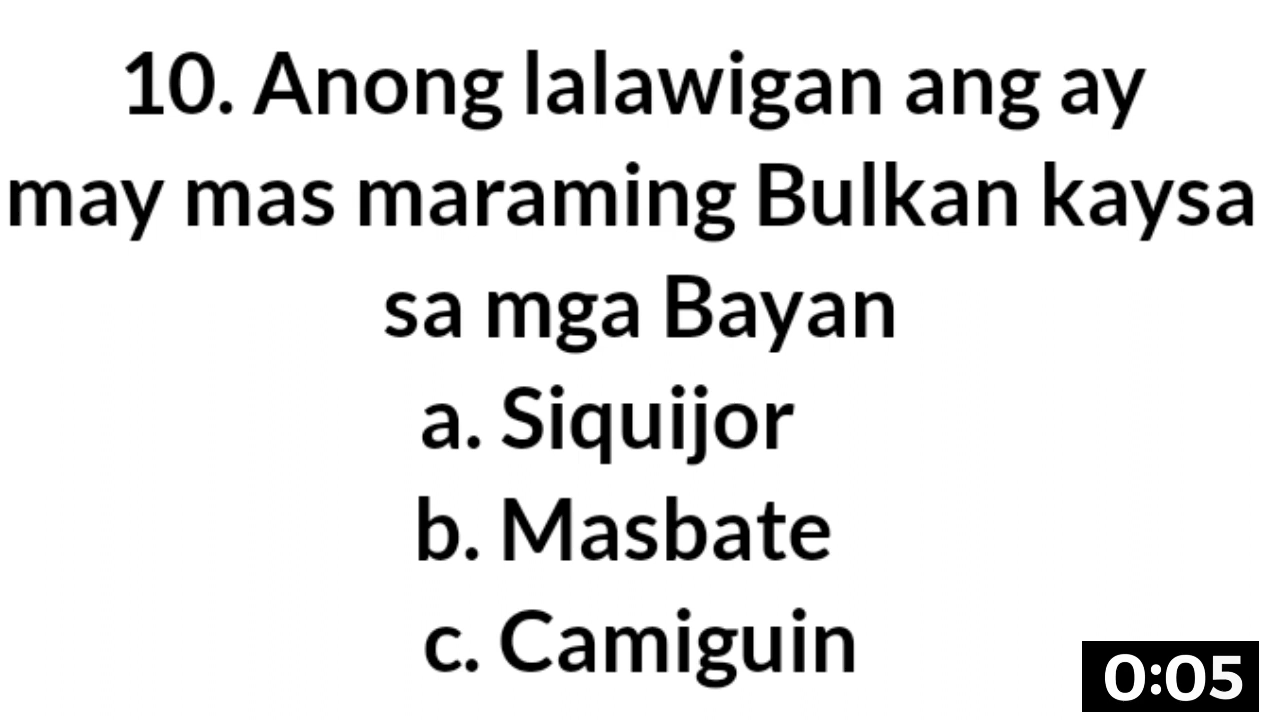 10. Anong lalawigan ang ay
may mas maraming Bulkan kaysa
sa mga Bayan
a. Siquijor
b. Masbate
c. Camiguin
0:05